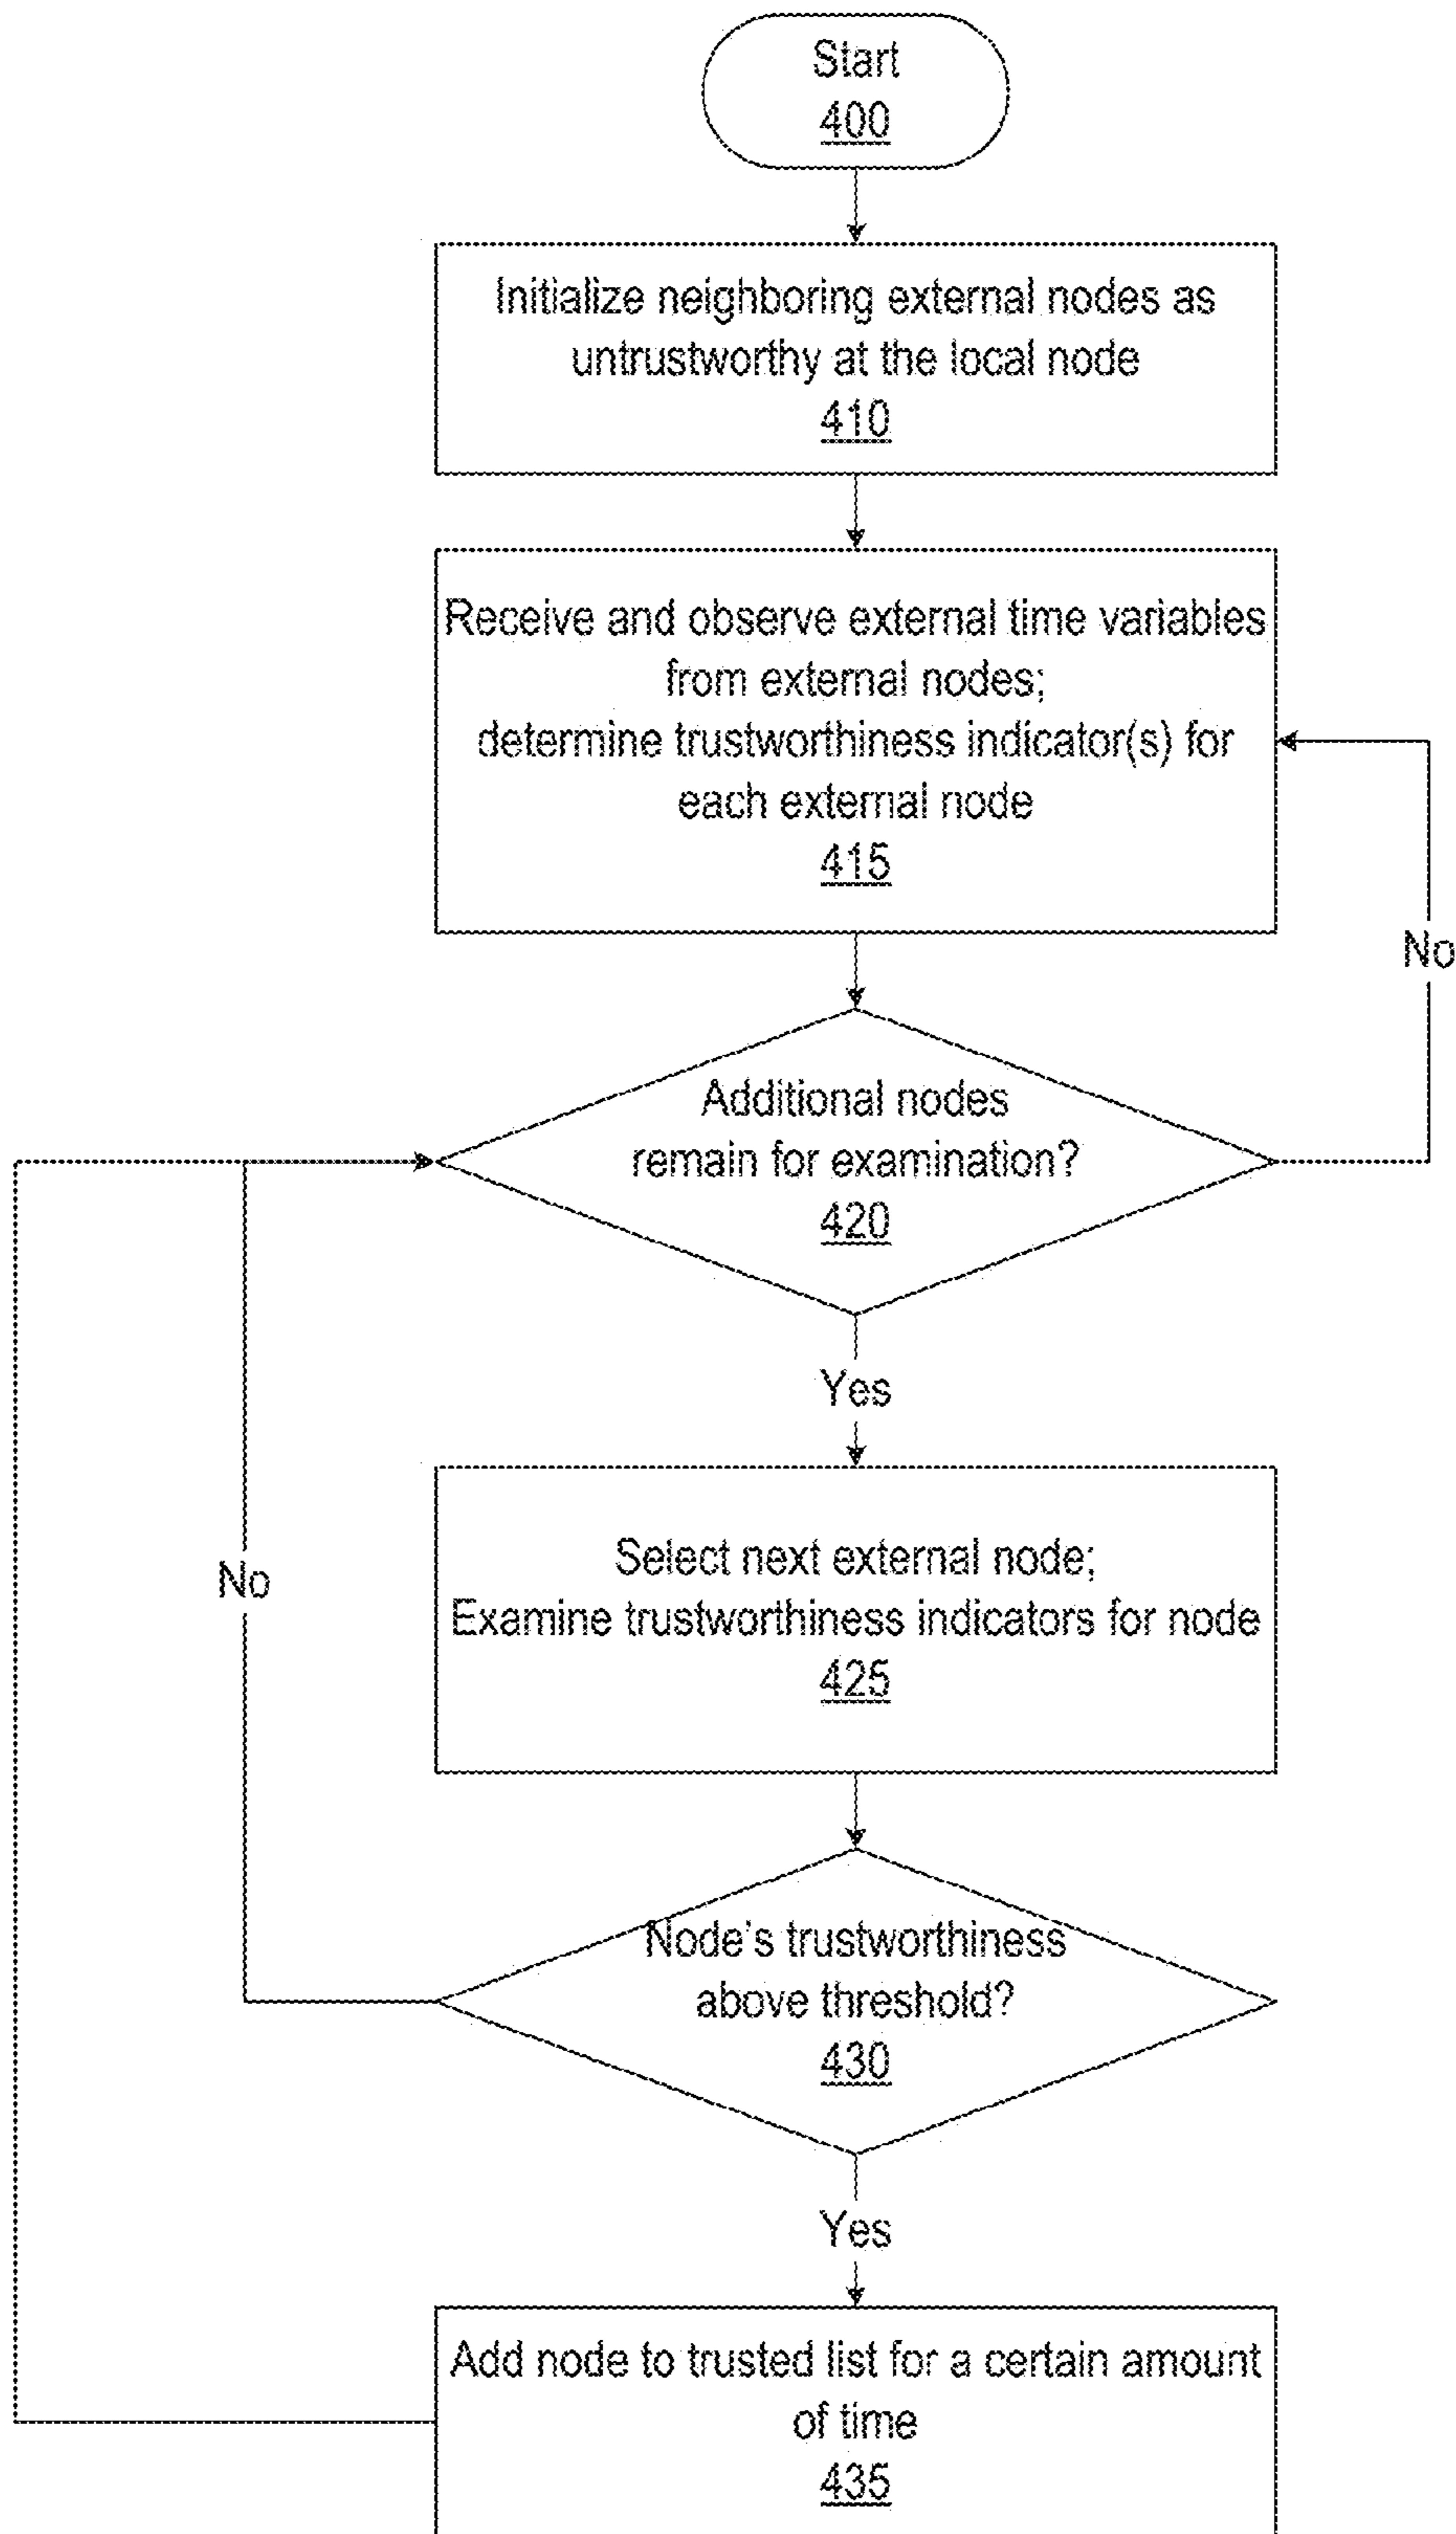 Start
400
Initialize neighboring external nodes as
untrustworthy at the local node
410
Receive and observe external time variables
from external nodes;
determine trustworthiness indicator(s) for
each external node
415
No
Additional nodes
remain for examination?
420
Yes
Select next external node;
Examine trustworthiness indicators for node
425
No
Node's trustworthiness
above threshold?
430
Yes
Add node to trusted list for a certain amount
of time
435